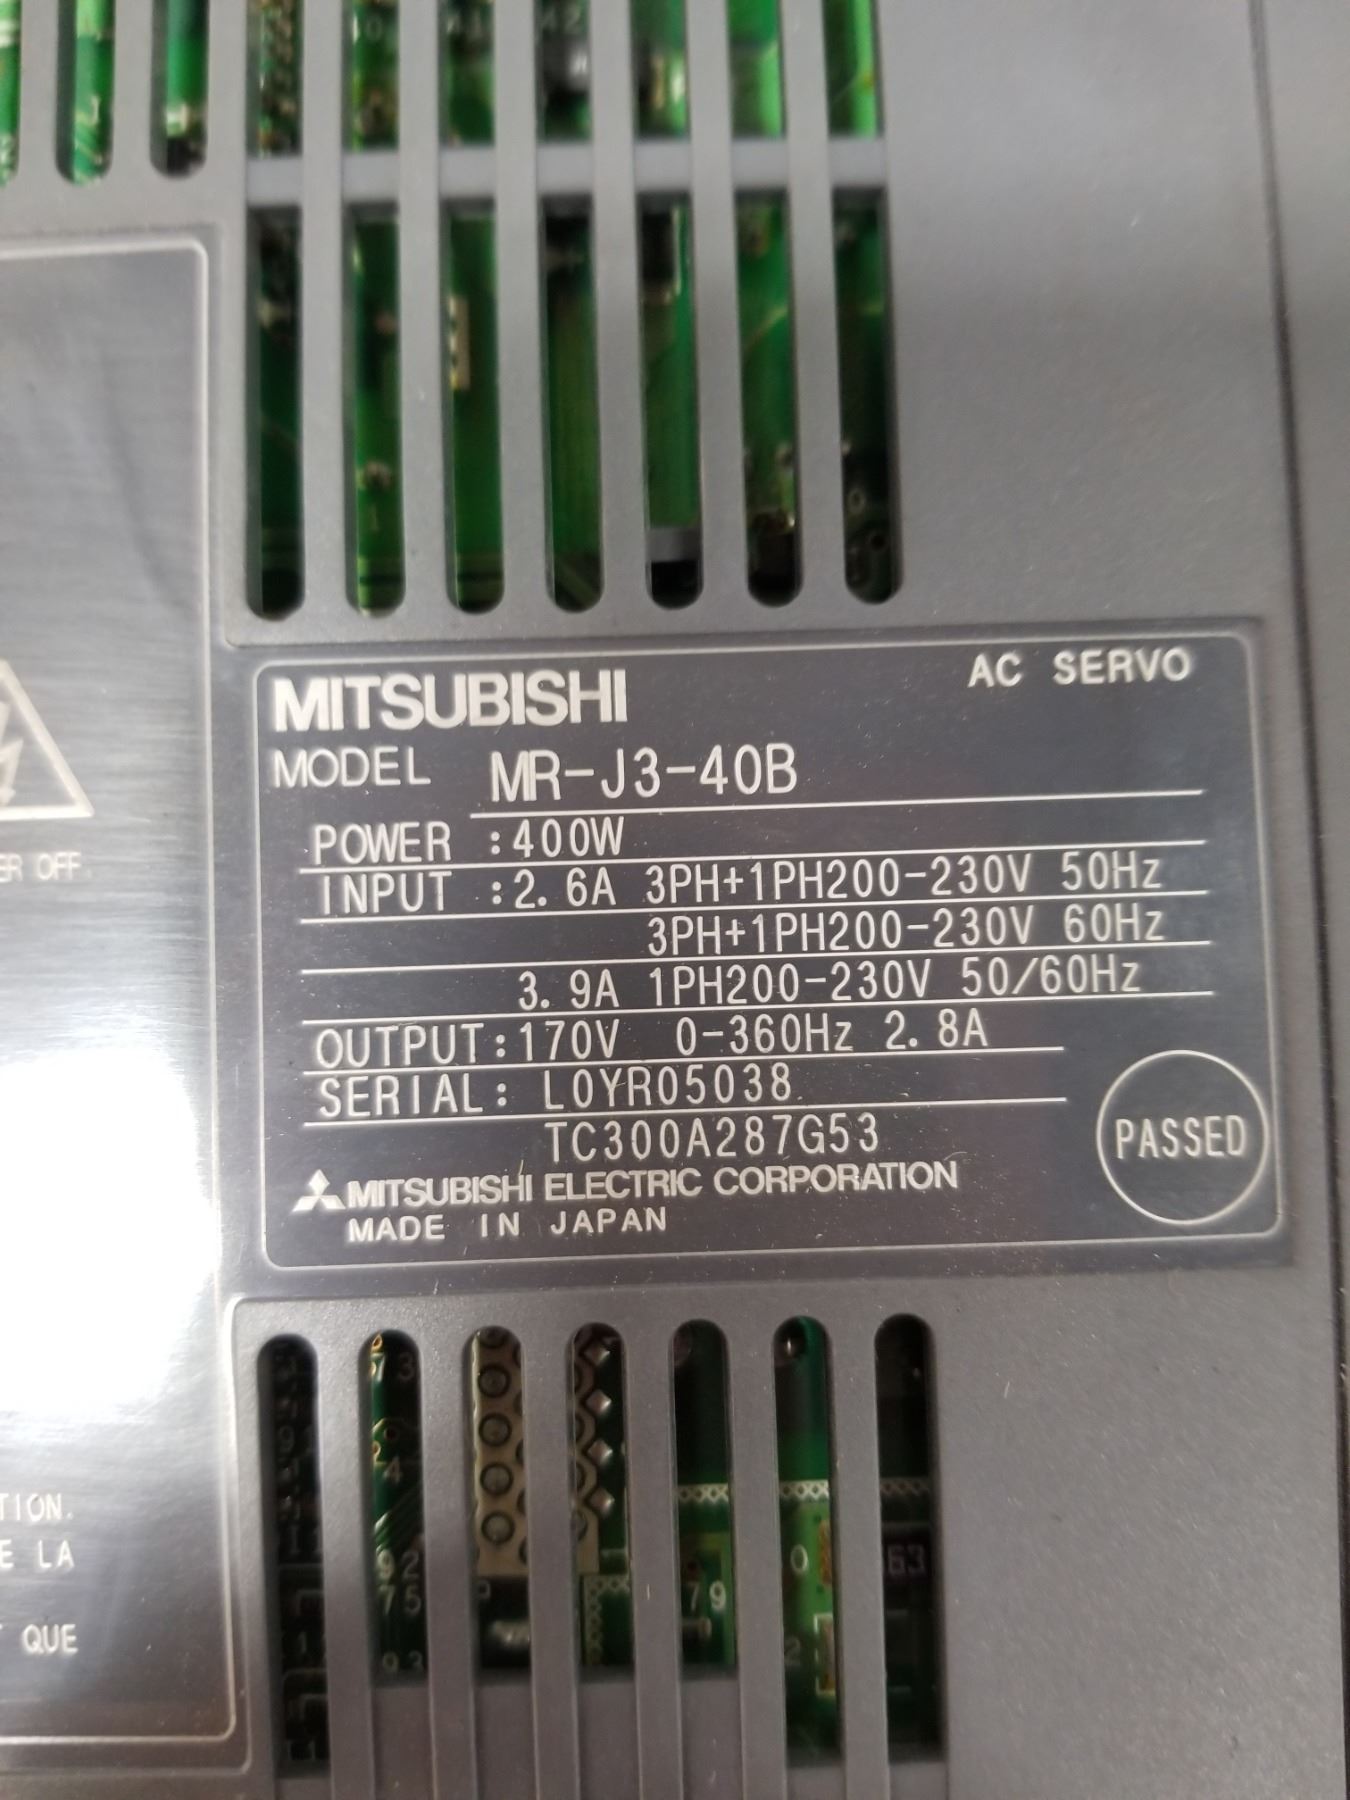 AC SERVO
MITSUBISHI
MODEL MR-J3-40B
POWER :400W
INPUT :2.6A 3PH+1PH200-230V 50Hz
3PH+1PH200-230V 60Hz
3.9A 1PH200-230V 50/60Hz
OUTPUT:170V 0-360Hz 2.8A
SERIAL: L0YR05038
TC300A287G53
PASSED
MITSUBISHI ELECTRIC CORPORATION
MADE IN JAPAN
OFF.
LA
QUE
79
63